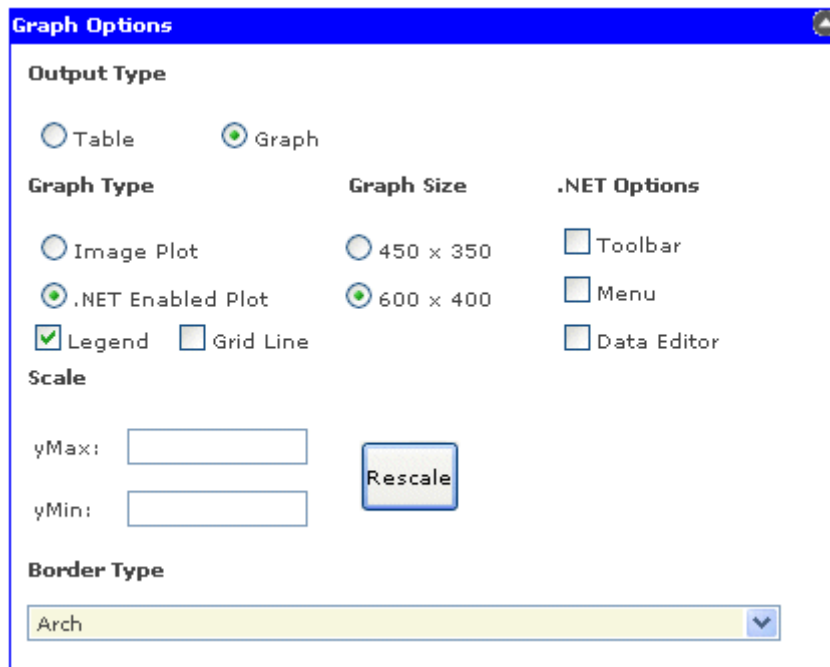 Graph Options
Output Type
Table Graph
Graph Type Graph Size .NET Options
Image Plot 450 x 350 Toolbar
.NET Enabled Plot 600 x 400 Menu
Legend Grid Line Data Editor
Scale
yMax:
Rescale
yMin:
Border Type
Arch